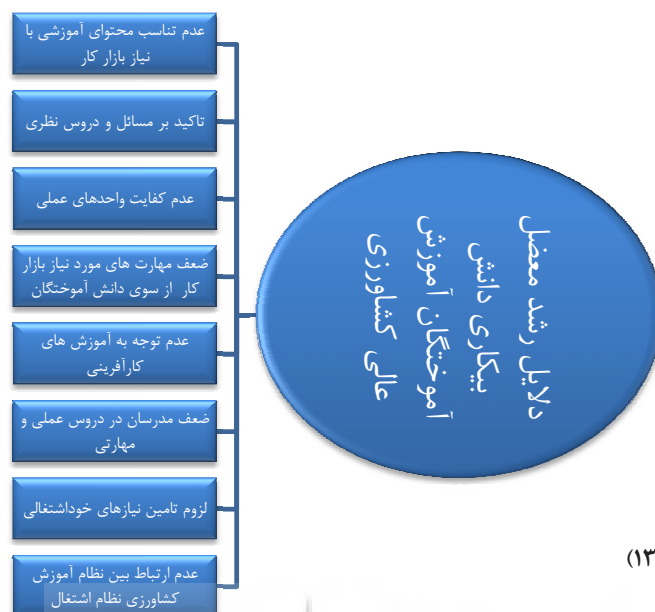 دلایل رشد معضل
بیکاری دانش
آموختگان آموزش
عالی کشاورزی
عدم تناسب محتوای آموزشی با
نیاز بازار کار
تاکید بر مسائل و دروس نظری
عدم کفایت واحدهای عملی
ضعف مهارت های مورد نیاز بازار
کار از سوی دانش آموختگان
عدم توجه به آموزش های
کارآفرینی
ضعف مدرسان در دروس عملی و
مهارتی
لزوم تامین نیازهای خوداشتغالی
عدم ارتباط بین نظام آموزش
کشاورزی نظام اشتغال